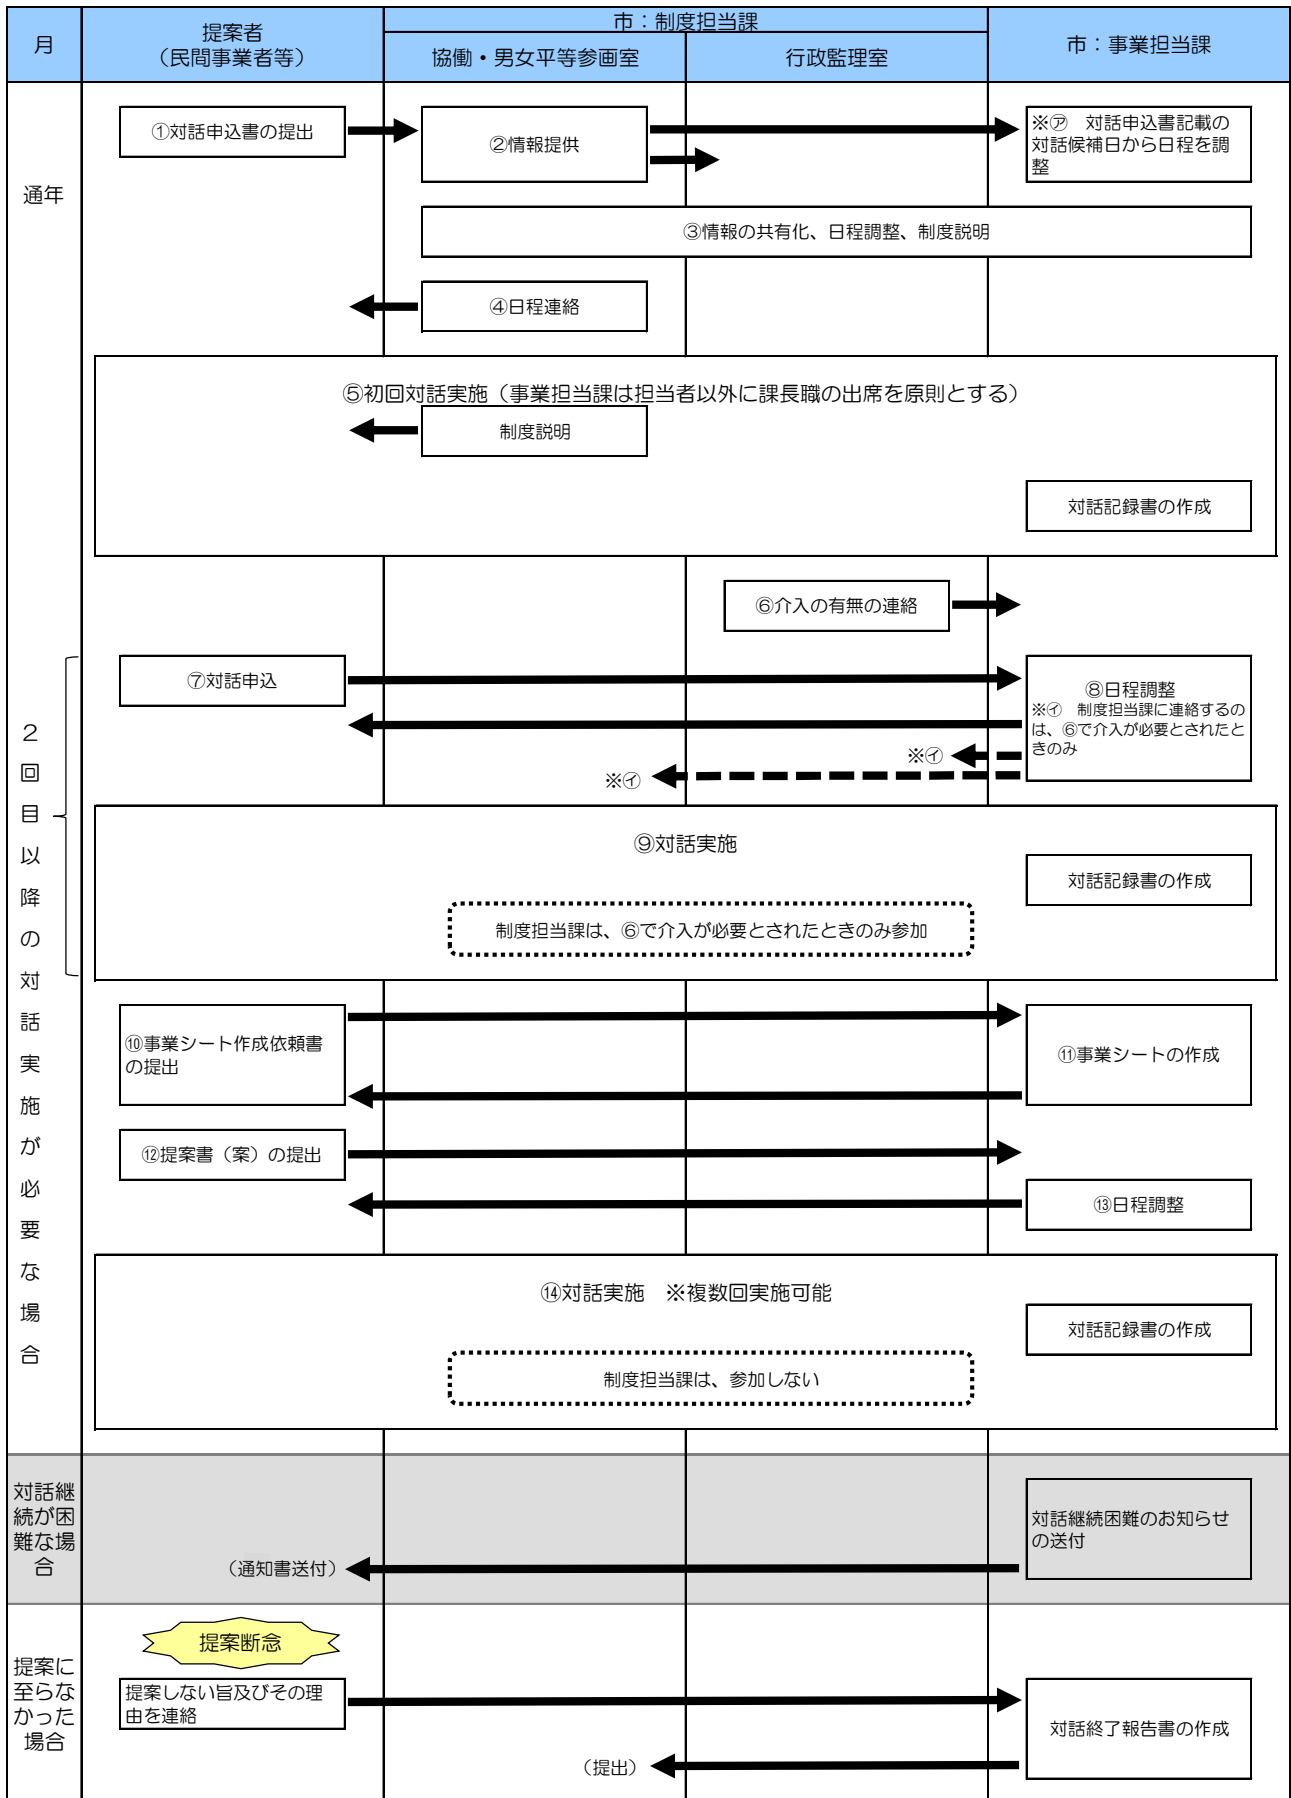 月
提案者
（民間事業者等）
市：制度担当課
協働・男女平等参画室
行政監理室
市：事業担当課
通年
①対話申込書の提出
②情報提供
※㋐　対話申込書記載の
対話候補日から日程を調
整
③情報の共有化、日程調整、制度説明
④日程連絡
⑤初回対話実施（事業担当課は担当者以外に課長職の出席を原則とする）
制度説明
対話記録書の作成
⑥介入の有無の連絡
２回目以降の対話実施が必要な場合
⑦対話申込
⑧日程調整
※㋑　制度担当課に連絡するの
は、⑥で介入が必要とされたと
きのみ
※㋑
※㋑
⑨対話実施
対話記録書の作成
制度担当課は、⑥で介入が必要とされたときのみ参加
⑩事業シート作成依頼書
の提出
⑪事業シートの作成
⑫提案書（案）の提出
⑬日程調整
⑭対話実施　※複数回実施可能
対話記録書の作成
制度担当課は、参加しない
対話継
続が困
難な場
合
対話継続困難のお知らせ
の送付
（通知書送付）
提案に
至らな
かった
場合
提案断念
提案しない旨及びその理
由を連絡
対話終了報告書の作成
（提出）